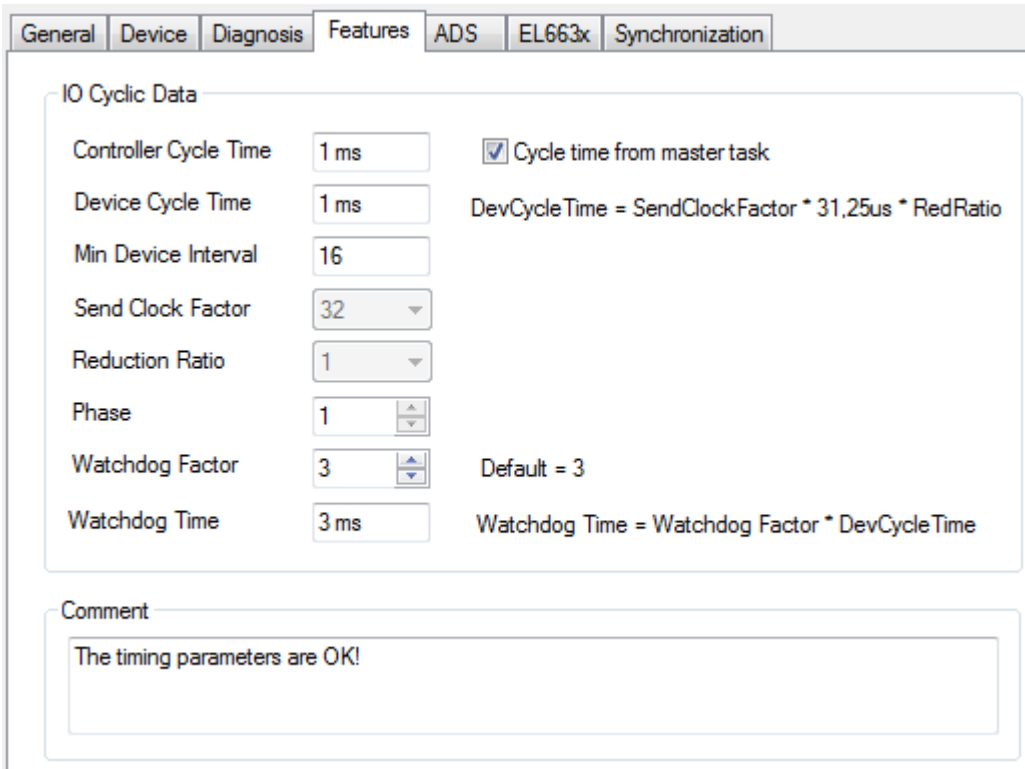 General Device Diagnosis Features ADS EL663x Synchronization
IO Cyclic Data
Controller Cycle Time 1 ms Cycle time from master task
Device Cycle Time 1 ms DevCycleTime = SendClockFactor * 31,25us * RedRatio
Min Device Interval 16
Send Clock Factor 32
Reduction Ratio 1
Phase 1
Watchdog Factor 3 Default = 3
Watchdog Time 3 ms Watchdog Time = Watchdog Factor * DevCycleTime
Comment
The timing parameters are OK!